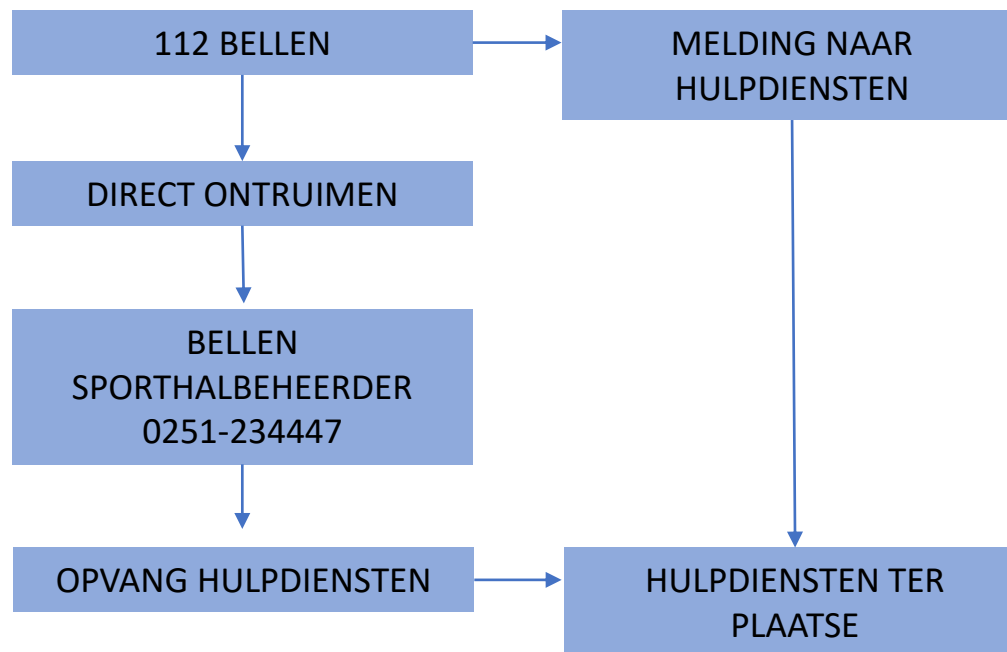 112 BELLEN
MELDING NAAR
HULPDIENSTEN
DIRECT ONTRUIMEN
BELLEN
SPORTHALBEHEERDER
0251-234447
OPVANG HULPDIENSTEN
HULPDIENSTEN TER
PLAATSE